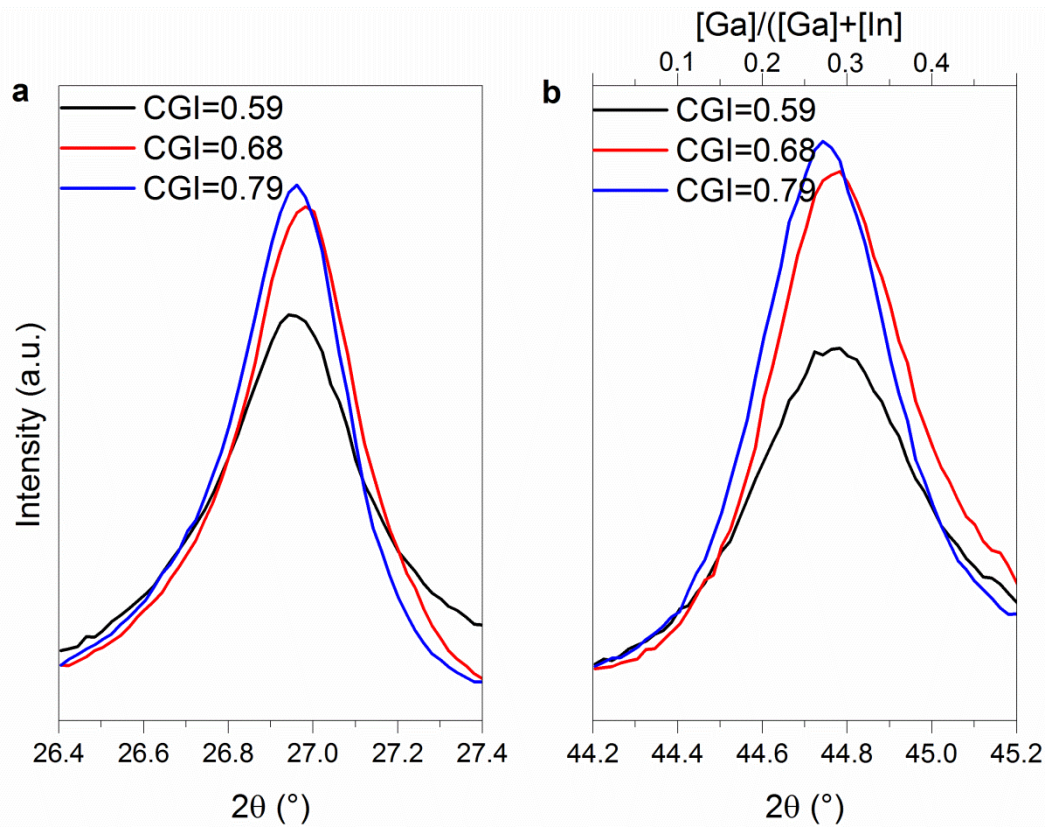 a
CGI=0.59
CGI=0.68
CGI=0.79
Intensity (a.u.)
26.4 26.6 26.8 27.0 27.2 27.4
2θ (°)
[Ga]/([Ga]+[In]
0.1 0.2 0.3 0.4
b
CGI=0.59
CGI=0.68
CGI=0.79
44.2 44.4 44.6 44.8 45.0 45.2
2θ (°)